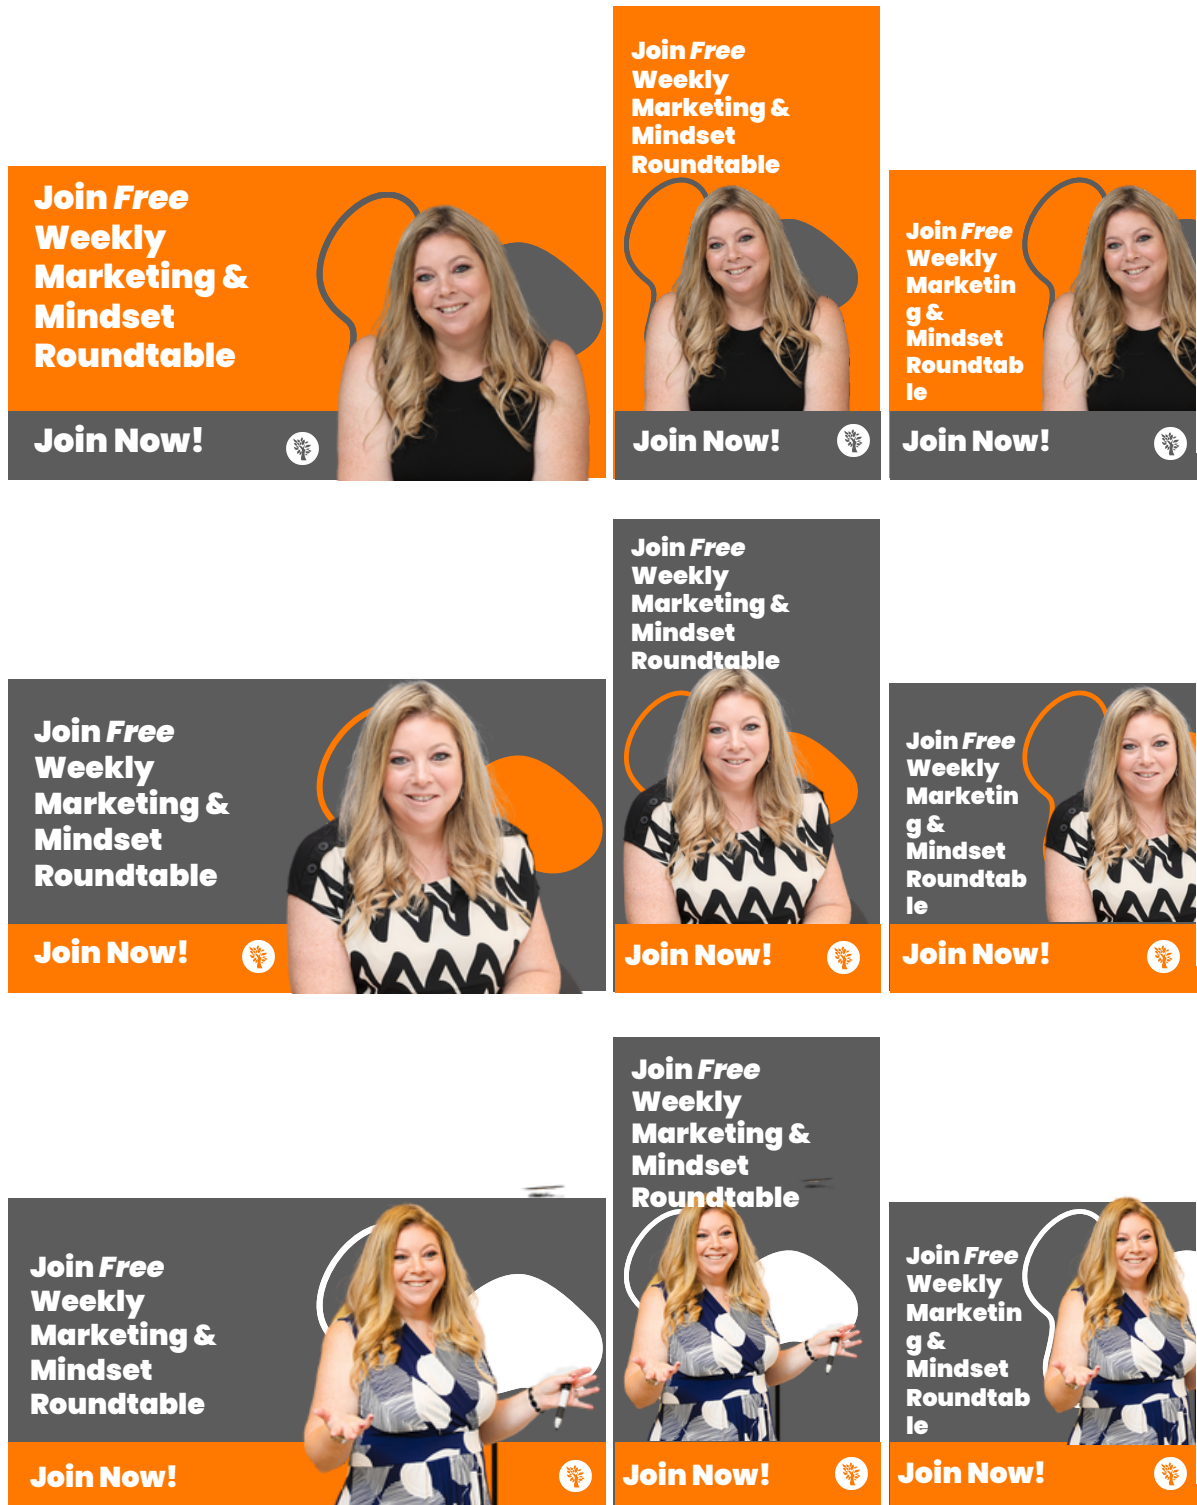 Join Free
Weekly
Marketing &
Mindset
Roundtable
Join Now!
Join Free
Weekly
Marketing &
Mindset
Roundtable
Join Now!
Join Free
Weekly
Marketin
g &
Mindset
Roundtab
le
Join Now!
Join Free
Weekly
Marketing &
Mindset
Roundtable
Join Now!
Join Free
Weekly
Marketing &
Mindset
Roundtable
Join Now!
Join Free
Weekly
Marketin
g &
Mindset
Roundtab
le
Join Now!
Join Free
Weekly
Marketing &
Mindset
Roundtable
Join Now!
Join Free
Weekly
Marketing &
Mindset
Roundtable
Join Now!
Join Free
Weekly
Marketin
g &
Mindset
Roundtab
le
Join Now!